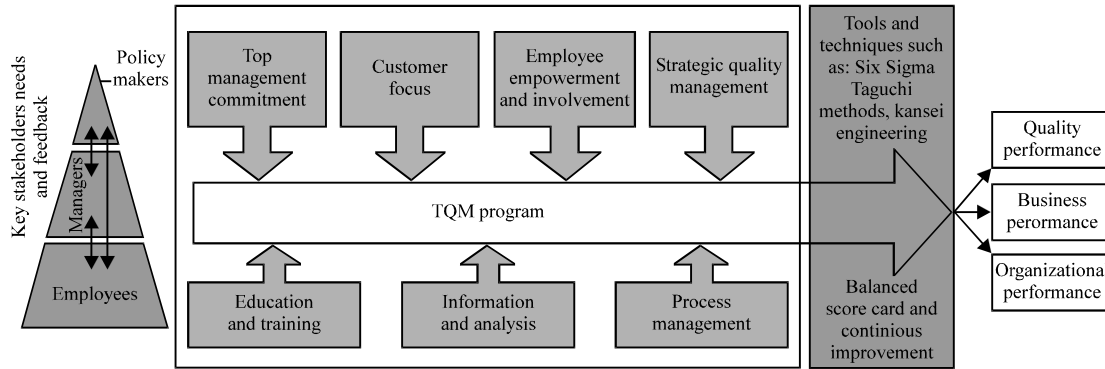 Key stakeholders needs
and feedback
Policy
makers
Managers
Employees
Top
management
commitment
Customer
focus
Employee
empowerment
and involvement
Strategic quality
management
TQM program
Education
and training
Information
and analysis
Process
management
Tools and
techniques such
as: Six Sigma
Taguchi
methods, kansei
engineering
Balanced
score card and
continious
improvement
Quality
performance
Business
perormance
Organizational
performance